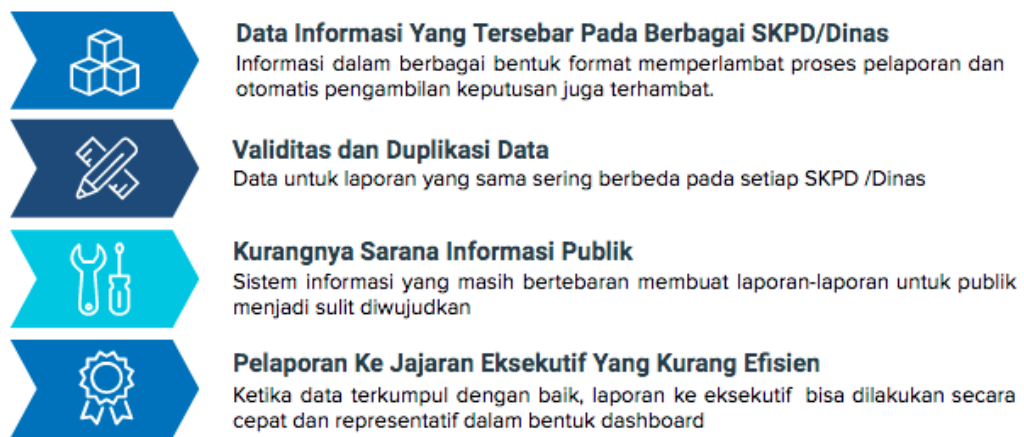 Data Informasi Yang Tersebar Pada Berbagai SKPD/Dinas
Informasi dalam berbagai bentuk format memperlambat proses pelaporan dan
otomatis pengambilan keputusan juga terhambat.
Validitas dan Duplikasi Data
Data untuk laporan yang sama sering berbeda pada setiap SKPD /Dinas
Kurangnya Sarana Informasi Publik
Sistem informasi yang masih bertebaran membuat laporan-laporan untuk publik
menjadi sulit diwujudkan
Pelaporan Ke Jajaran Eksekutif Yang Kurang Efisien
Ketika data terkumpul dengan baik, laporan ke eksekutif bisa dilakukan secara
cepat dan representatif dalam bentuk dashboard